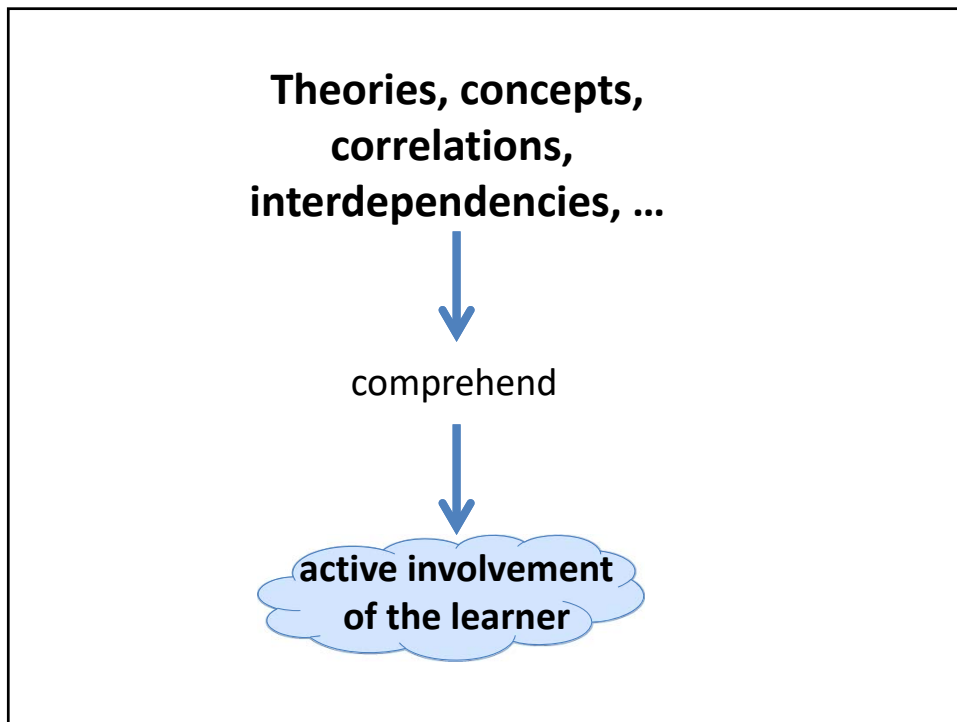 Theories, concepts,
correlations,
interdependencies, …
comprehend
active involvement
of the learner